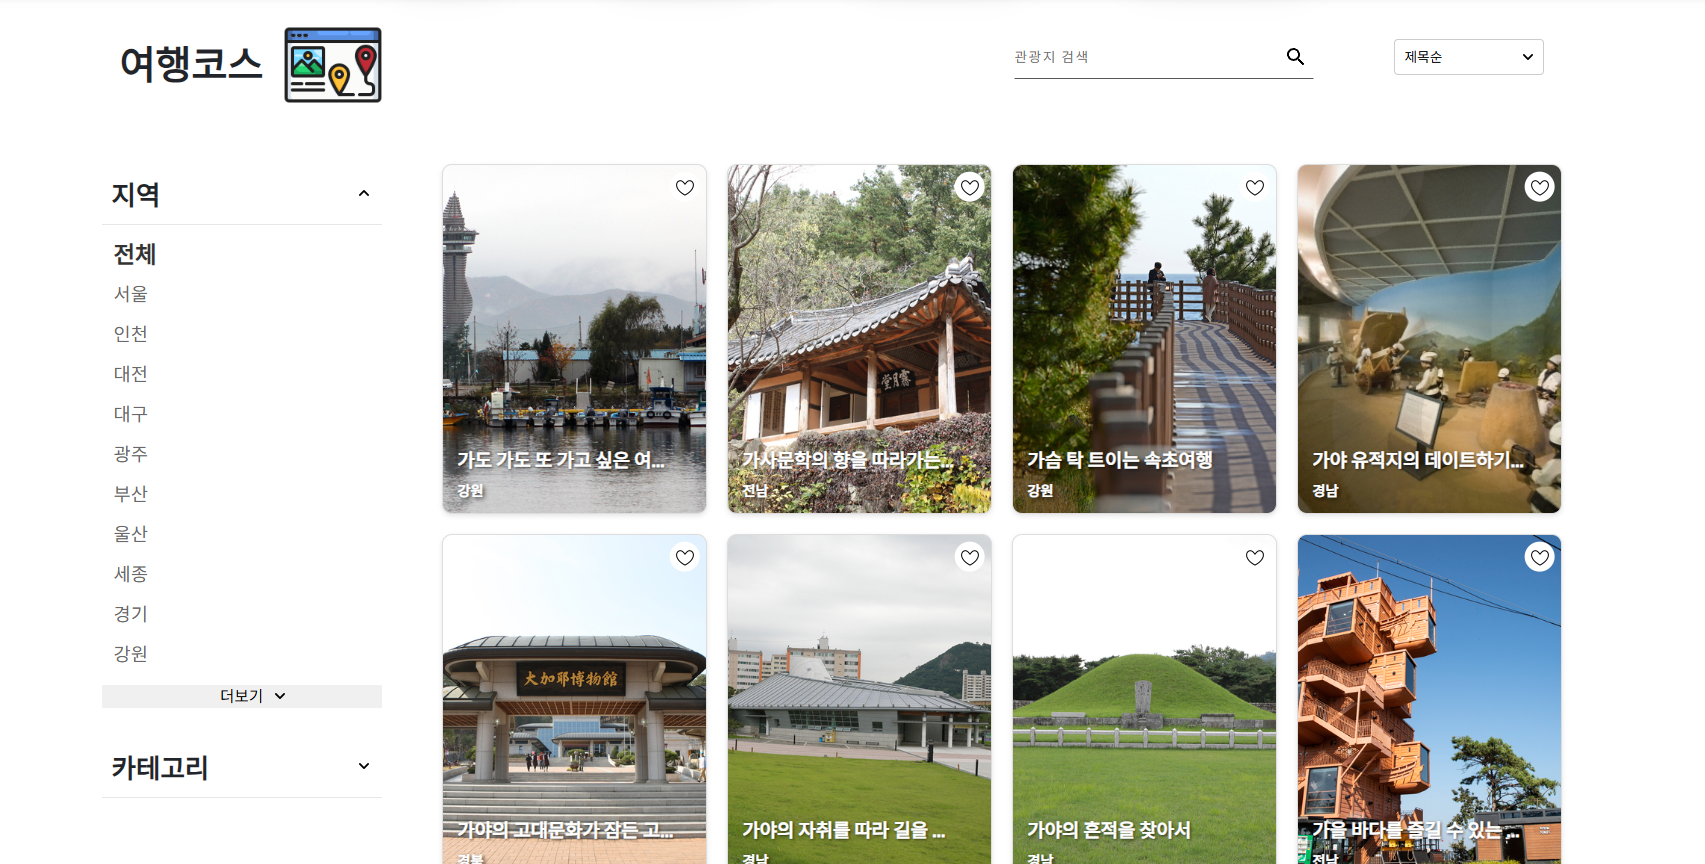 여행코스
관광지 검색
제목순
지역
전체
서울
인천
대전
대구
광주
부산
울산
세종
경기
강원
더보기
카테고리
가도 가도 또 가고 싶은 여...
강원
가사문학의 향을 따라가는...
전남
가슴 탁 트이는 속초여행
강원
가야 유적지의 데이트하기...
경남
大加耶博物館
가야의 고대문화가 잠든 고...
경북
가야의 자취를 따라 길을 ...
경남
가야의 흔적을 찾아서
경남
가을 바다를 즐길 수 있는 ...
전남